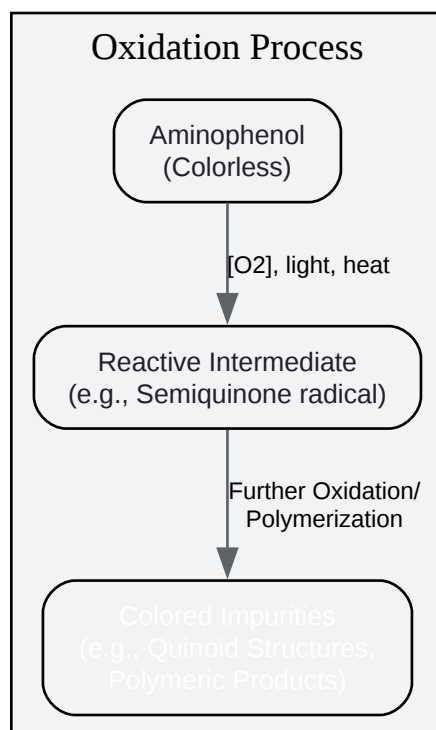 Oxidation Process
Aminophenol
(Colorless)
[O2], light, heat
Reactive Intermediate
(e.g., Semiquinone radical)
Further Oxidation/
Polymerization
Colored Impurities
(e.g., Quinoid Structures,
Polymeric Products)